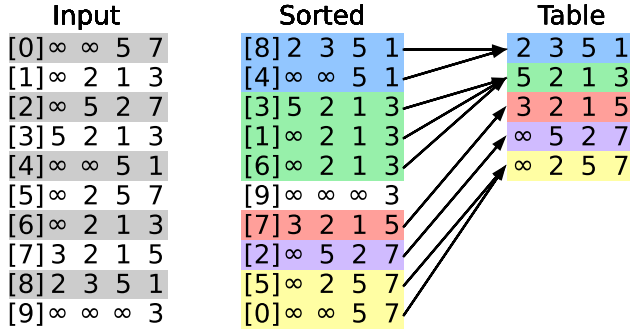 Input Sorted Table
[0] ∞ ∞ 5 7 [8] 2 3 5 1 2 3 5 1
[1] ∞ 2 1 3 [4] ∞ ∞ 5 1 5 2 1 3
[2] ∞ 5 2 7 [3] 5 2 1 3 3 2 1 5
[3] 5 2 1 3 [1] ∞ 2 1 3 ∞ 5 2 7
[4] ∞ ∞ 5 1 [6] ∞ 2 1 3 ∞ 2 5 7
[5] ∞ 2 5 7 [9] ∞ ∞ ∞ 3
[6] ∞ 2 1 3 [7] 3 2 1 5
[7] 3 2 1 5 [2] ∞ 5 2 7
[8] 2 3 5 1 [5] ∞ 2 5 7
[9] ∞ ∞ ∞ 3 [0] ∞ ∞ 5 7